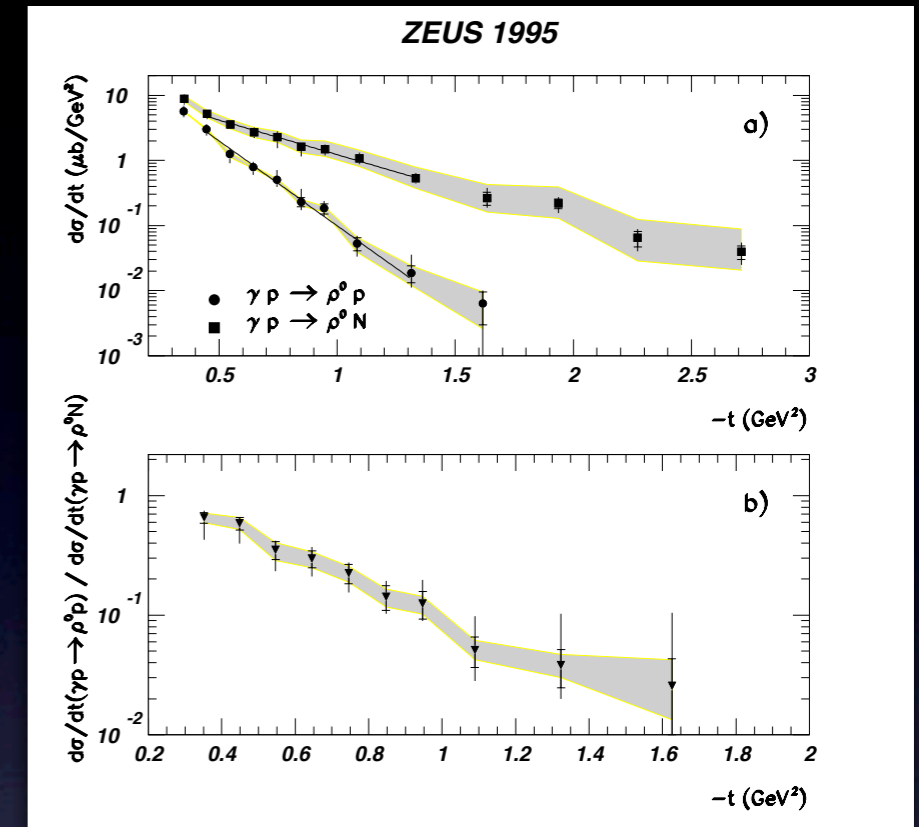 ZEUS 1995
dσ/dt (μb/GeV²)
10
1
10⁻¹
10⁻²
10⁻³
a)
● γ p → ρ⁰ p
■ γ p → ρ⁰ N
0.5 1 1.5 2 2.5 3
−t (GeV²)
dσ/dt(γp→ρ⁰p) / dσ/dt(γp→ρ⁰N)
1
10⁻¹
10⁻²
b)
0.2 0.4 0.6 0.8 1 1.2 1.4 1.6 1.8 2
−t (GeV²)